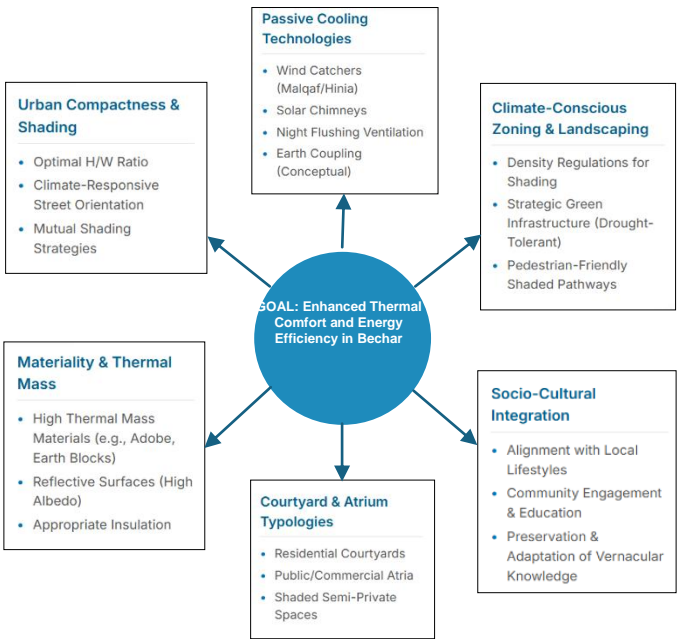 Passive Cooling
Technologies
• Wind Catchers
(Malqaf/Hinia)
• Solar Chimneys
• Night Flushing Ventilation
• Earth Coupling
(Conceptual)
Urban Compactness &
Shading
• Optimal H/W Ratio
• Climate-Responsive
Street Orientation
• Mutual Shading
Strategies
Climate-Conscious
Zoning & Landscaping
• Density Regulations for
Shading
• Strategic Green
Infrastructure (Drought-
Tolerant)
• Pedestrian-Friendly
Shaded Pathways
GOAL: Enhanced Thermal
Comfort and Energy
Efficiency in Bechar
Materiality & Thermal
Mass
• High Thermal Mass
Materials (e.g., Adobe,
Earth Blocks)
• Reflective Surfaces (High
Albedo)
• Appropriate Insulation
Socio-Cultural
Integration
• Alignment with Local
Lifestyles
• Community Engagement
& Education
• Preservation &
Adaptation of Vernacular
Knowledge
Courtyard & Atrium
Typologies
• Residential Courtyards
• Public/Commercial Atria
• Shaded Semi-Private
Spaces